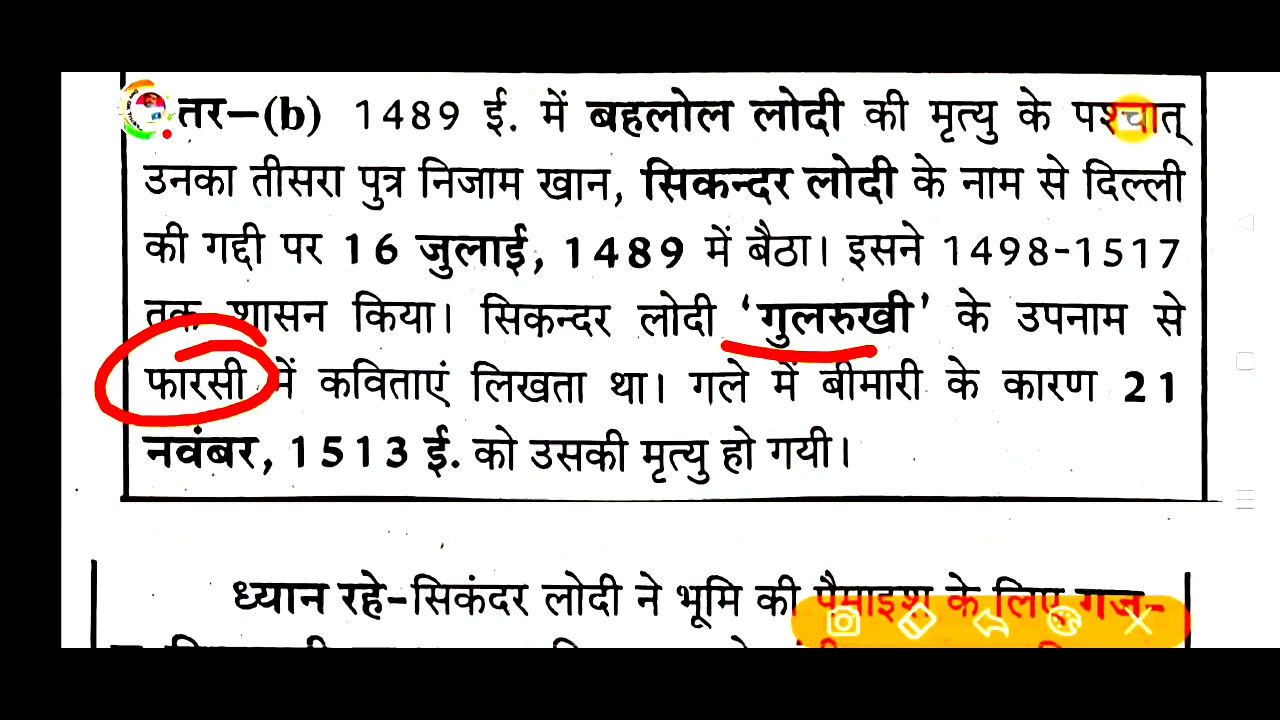 तर–(b) 1489 ई. में बहलोल लोदी की मृत्यु के पश्चात्
उनका तीसरा पुत्र निजाम खान, सिकन्दर लोदी के नाम से दिल्ली
की गद्दी पर 16 जुलाई, 1489 में बैठा। इसने 1498-1517
तक शासन किया। सिकन्दर लोदी ‘गुलरुखी’ के उपनाम से
फारसी में कविताएं लिखता था। गले में बीमारी के कारण 21
नवंबर, 1513 ई. को उसकी मृत्यु हो गयी।
ध्यान रहे–सिकंदर लोदी ने भूमि की पैमाइश के लिए गज–